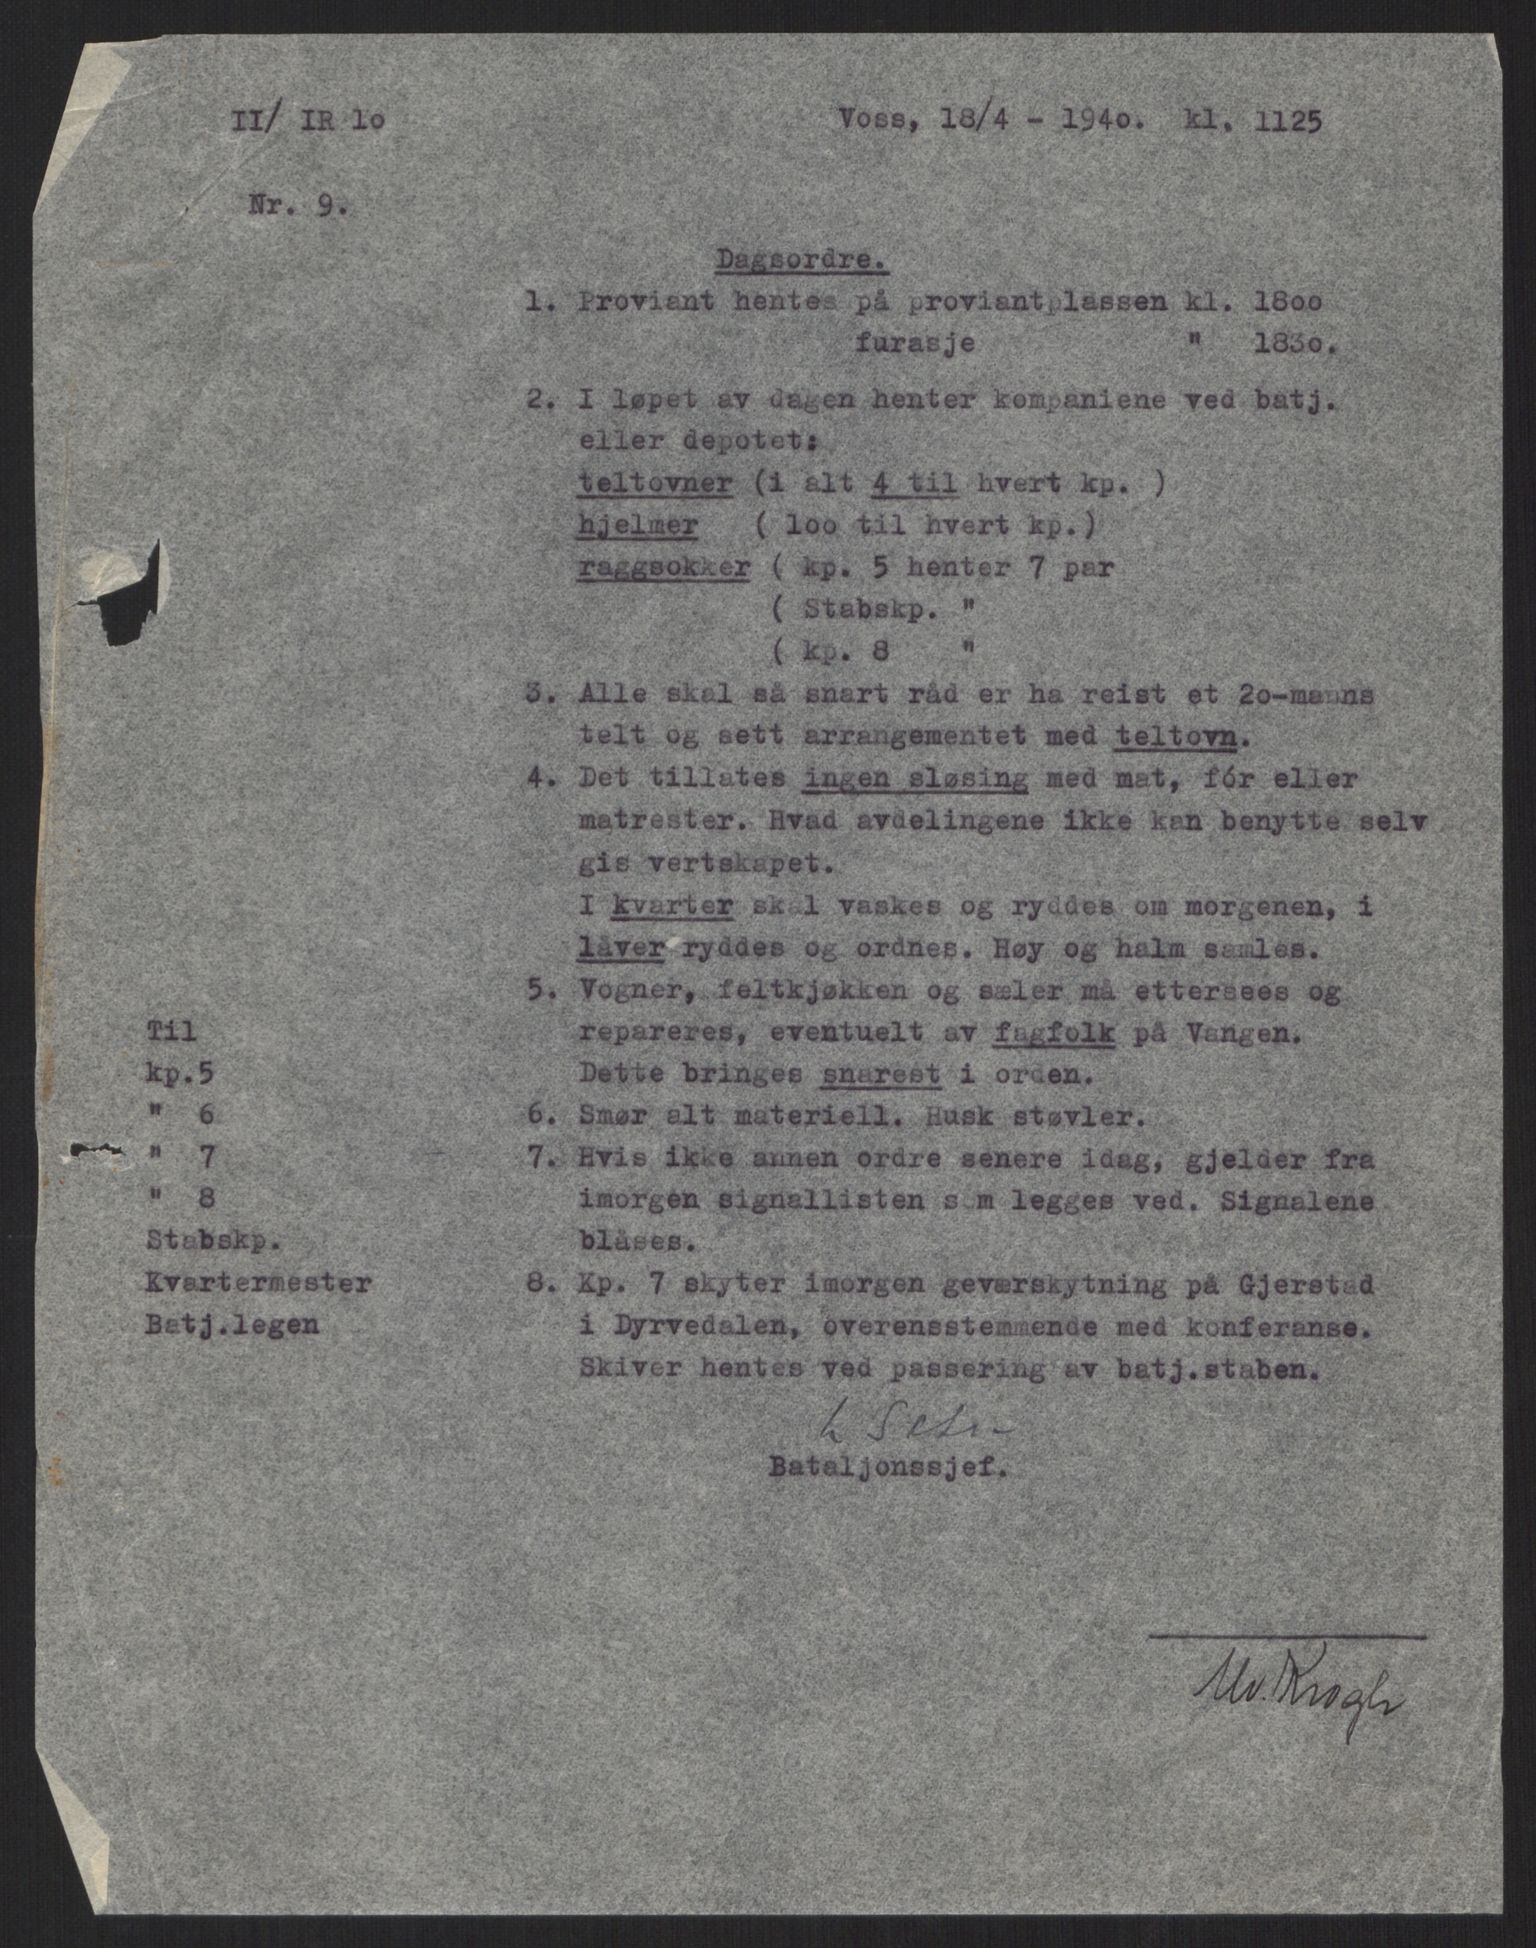 II/ IR 1o
Voss, 18/4 - 194o. kl. 1125
Nr. 9.
Dagsordre.
1. Proviant hentes på proviantplassen kl. 18oo
furasje " 183o.
2. I løpet av dagen henter kompaniene ved batj.
eller depotet:
teltovner (i alt 4 til hvert kp. )
hjelmer ( loo til hvert kp.)
raggsokker ( kp. 5 henter 7 par
( Stabskp. "
( kp. 8 "
3. Alle skal så snart råd er ha reist et 2o-manns
telt og sett arrangementet med teltovn.
4. Det tillates ingen sløsing med mat, fór eller
matrester. Hvad avdelingene ikke kan benytte selv
gis vertskapet.
I kvarter skal vaskes og ryddes om morgenen, i
låver ryddes og ordnes. Høy og halm samles.
5. Vogner, feltkjøkken og sæler må ettersees og
repareres, eventuelt av fagfolk på Vangen.
Dette bringes snarest i orden.
6. Smør alt materiell. Husk støvler.
7. Hvis ikke annen ordre senere idag, gjelder fra
imorgen signallisten som legges ved. Signalene
blåses.
8. Kp. 7 skyter imorgen geværskytning på Gjerstad
i Dyrvedalen, overensstemmende med konferanse.
Skiver hentes ved passering av batj.staben.
Bataljonssjef.
Til
kp.5
" 6
" 7
" 8
Stabskp.
Kvartermester
Batj.legen
Krogh